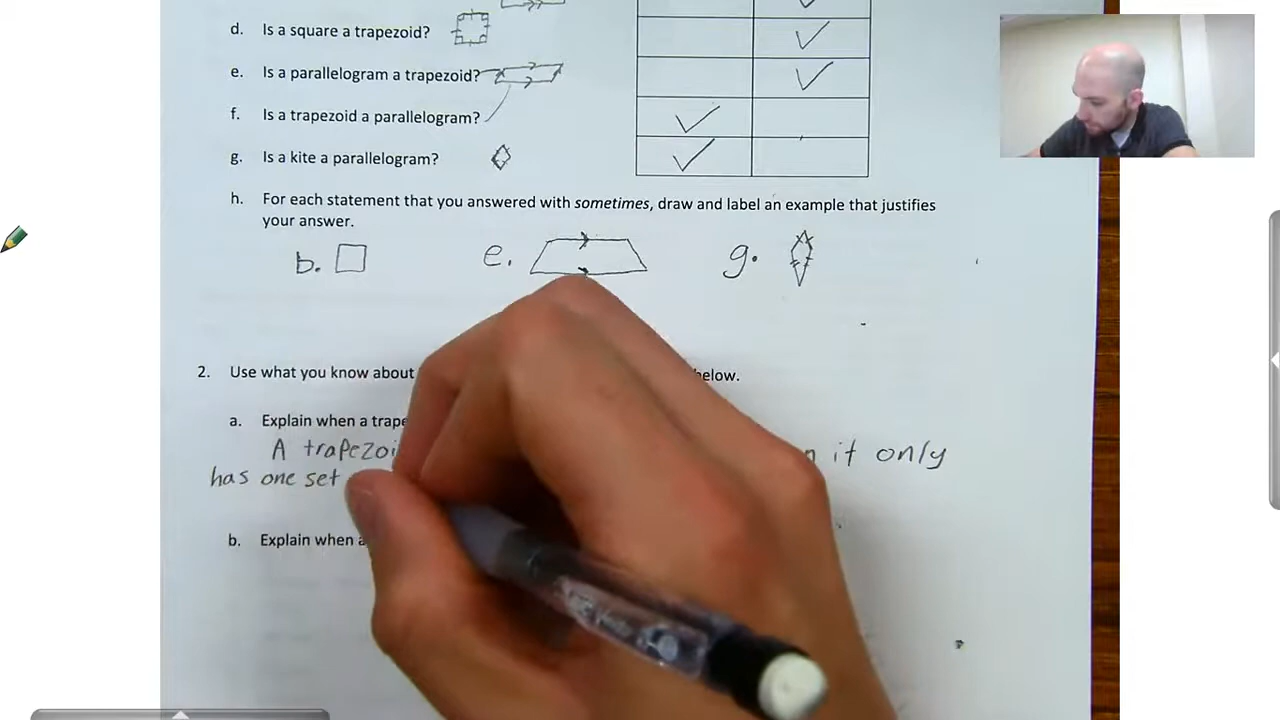 d. Is a square a trapezoid?
e. Is a parallelogram a trapezoid?
f. Is a trapezoid a parallelogram?
g. Is a kite a parallelogram?
h. For each statement that you answered with sometimes, draw and label an example that justifies
your answer.
b. e. g.
2. Use what you know about below.
a. Explain when a
A it only
has one set
b. Explain when